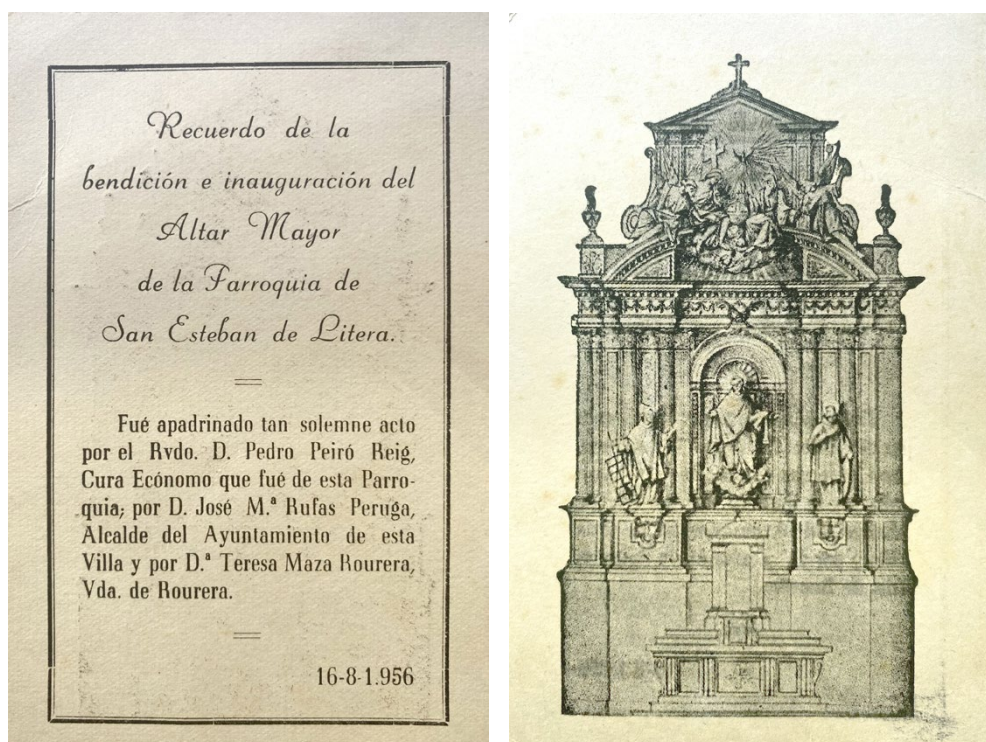 Recuerdo de la
bendición e inauguración del
Altar Mayor
de la Parroquia de
San Esteban de Litera.
Fué apadrinado tan solemne acto
por el Rvdo. D. Pedro Peiró Reig,
Cura Ecónomo que fué de esta Parro-
quia; por D. José M.ª Rufas Peruga,
Alcalde del Ayuntamiento de esta
Villa y por D.ª Teresa Maza Rourera,
Vda. de Rourera.
16-8-1.956